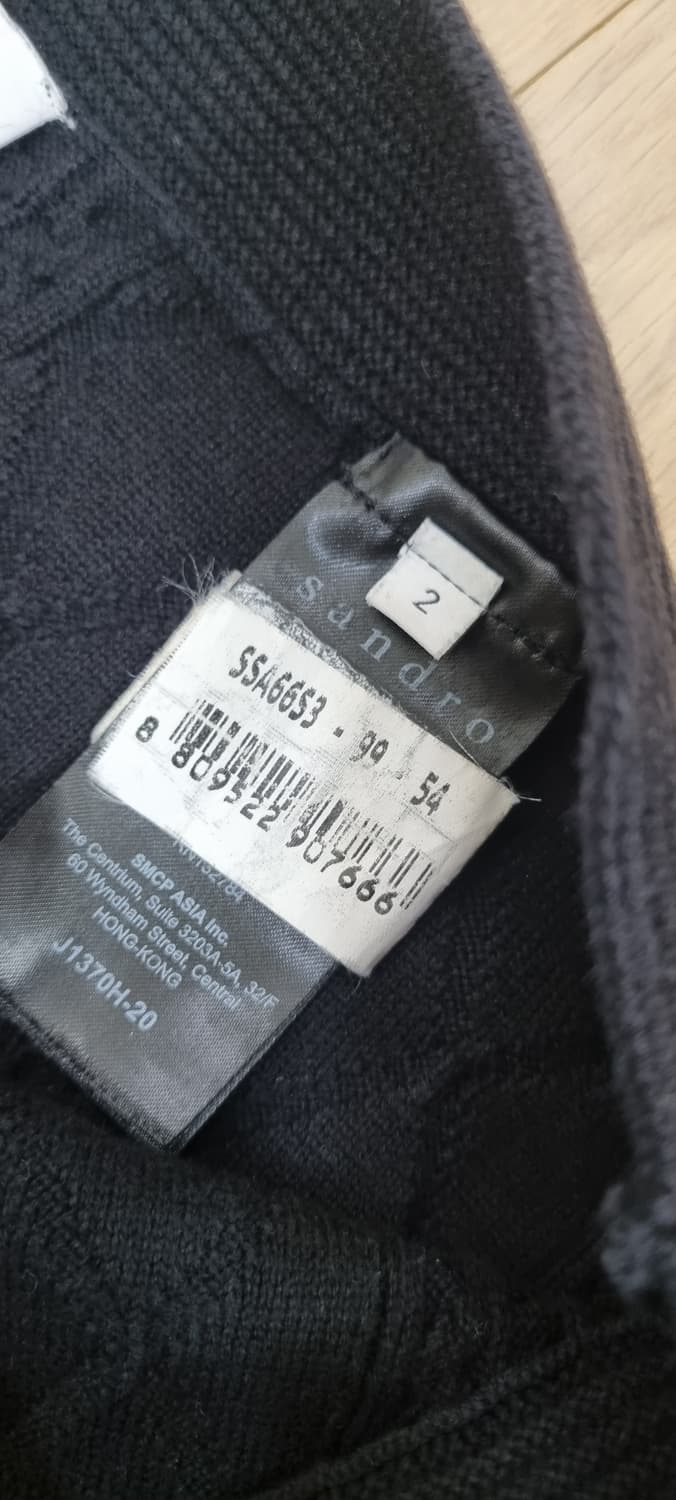 2
sandro
SSA66S3 - 99 - 54
8 809522 907666
SMCP ASIA Inc.
The Centrium, Suite 3203A-5A, 32/F
60 Wyndham Street, Central
HONG-KONG
J1370H-20